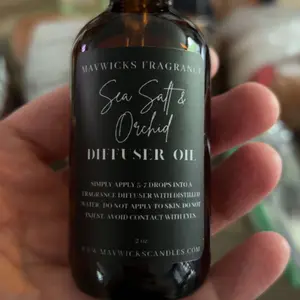 MAYWICKS FRAGRANCE
Sea Salt &
Orchid
DIFFUSER OIL
SIMPLY APPLY 5-7 DROPS INTO A
FRAGRANCE DIFFUSER WITH DISTILLED
WATER. DO NOT APPLY TO SKIN. DO NOT
INJEST. AVOID CONTACT WITH EYES.
2 oz
WWW.MAYWICKSCANDLES.COM